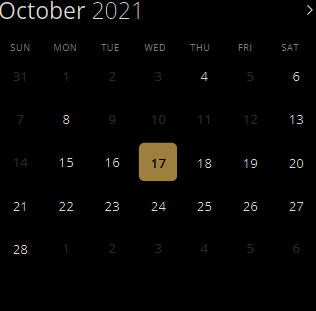 October 2021
SUN MON TUE WED THU FRI SAT
31 1 2 3 4 5 6
7 8 9 10 11 12 13
14 15 16 17 18 19 20
21 22 23 24 25 26 27
28 1 2 3 4 5 6